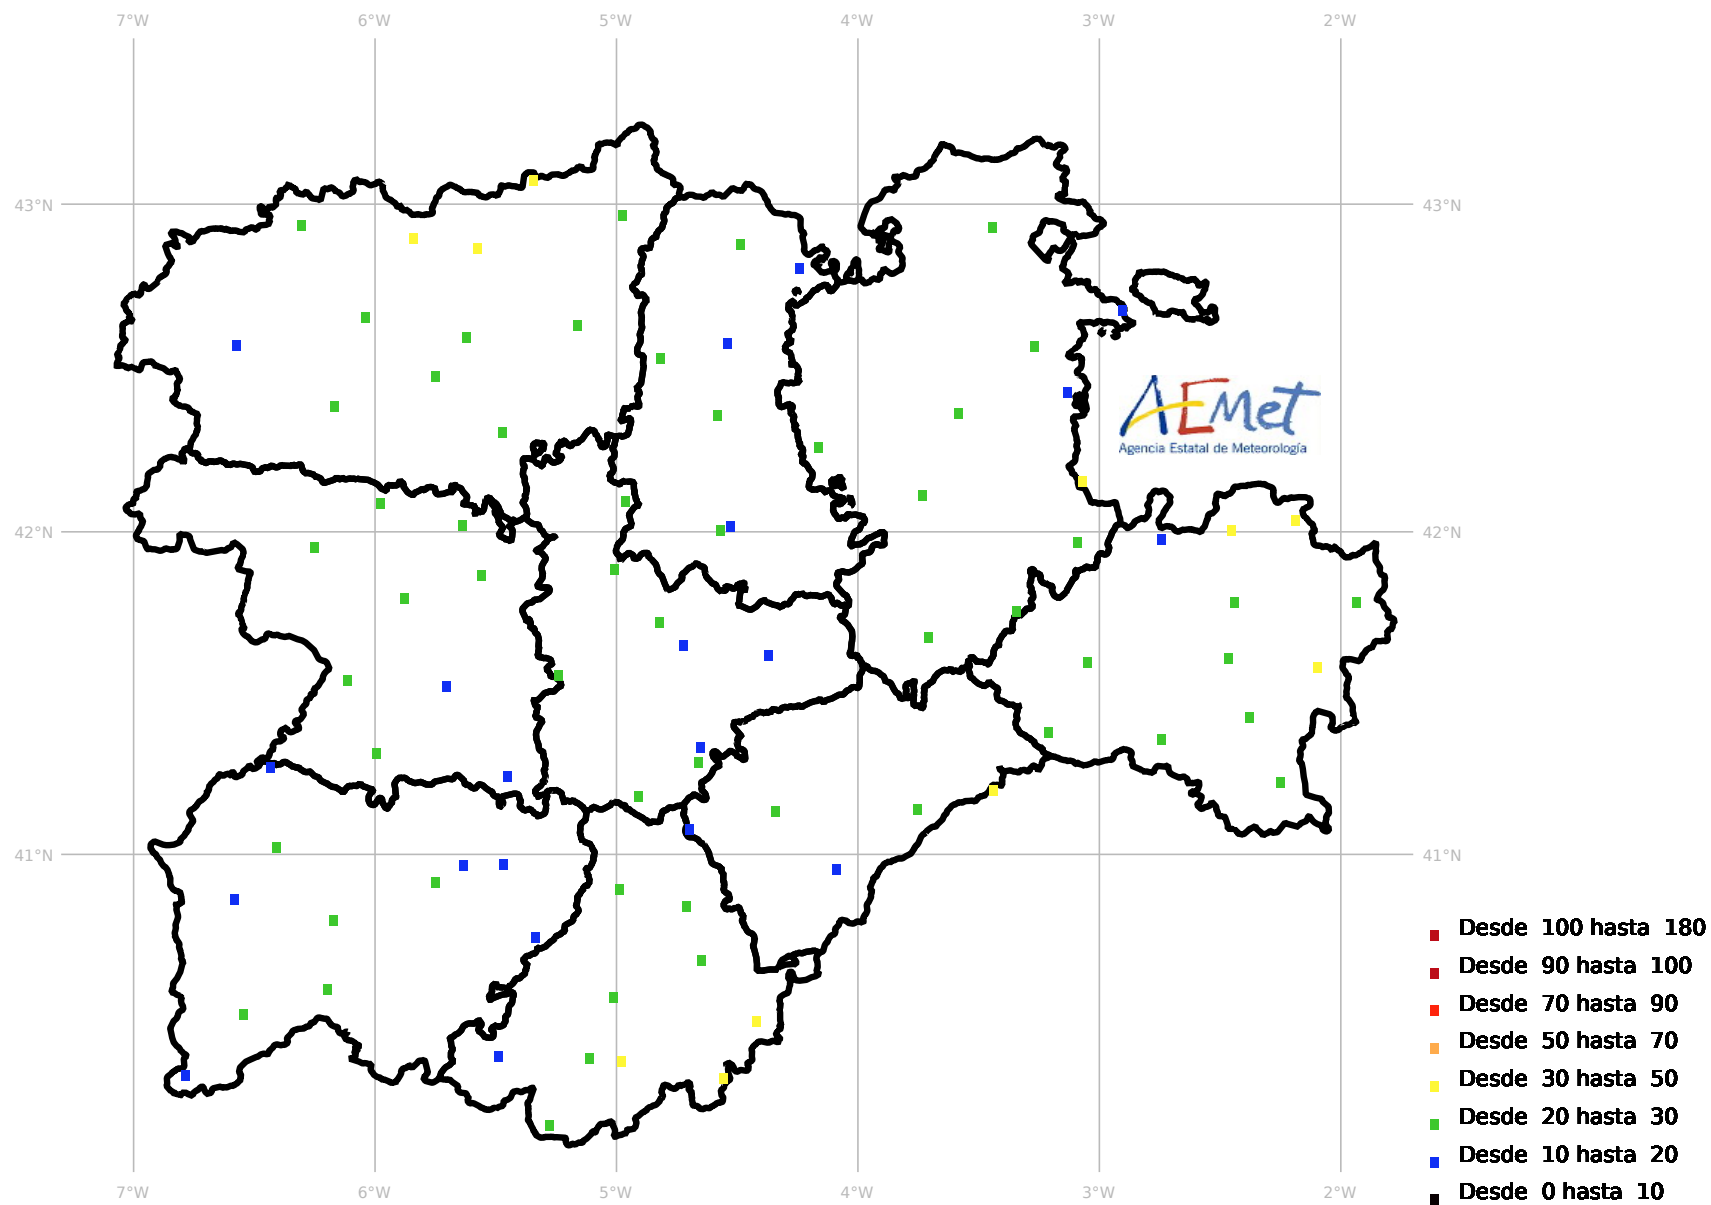 7°W 6°W 5°W 4°W 3°W 2°W
43°N 43°N
AEMet
Agencia Estatal de Meteorología
42°N 42°N
41°N 41°N
Desde 100 hasta 180
Desde 90 hasta 100
Desde 70 hasta 90
Desde 50 hasta 70
Desde 30 hasta 50
Desde 20 hasta 30
Desde 10 hasta 20
Desde 0 hasta 10
7°W 6°W 5°W 4°W 3°W 2°W